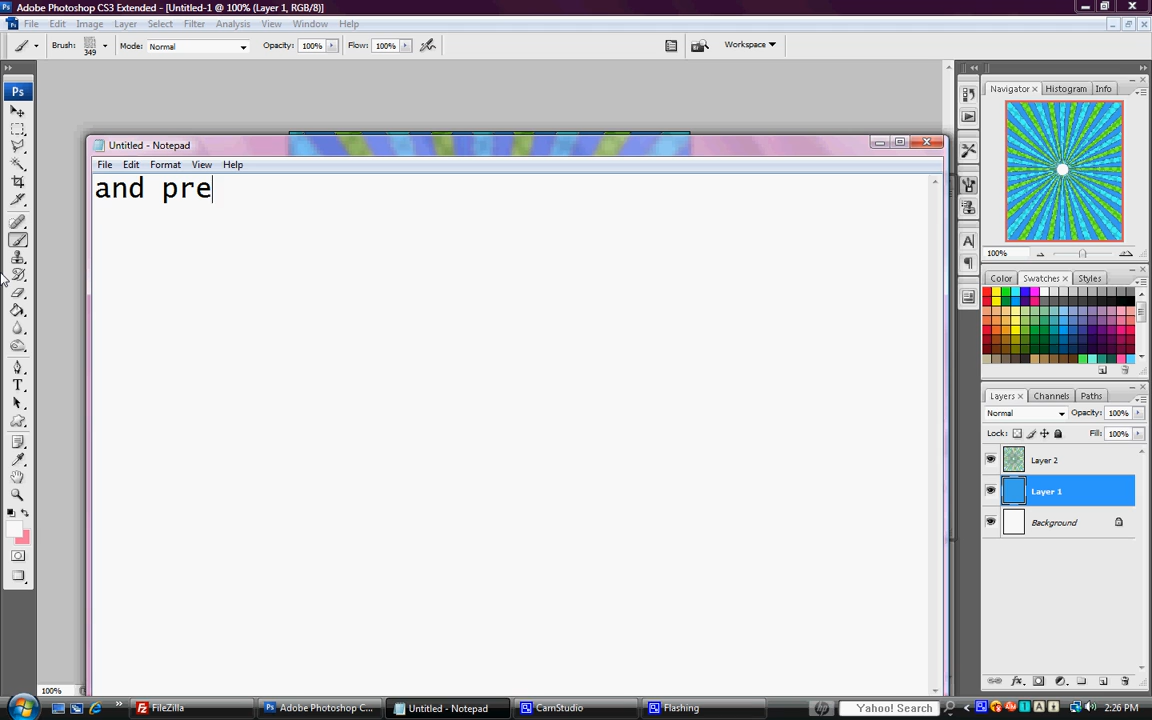 Adobe Photoshop CS3 Extended - [Untitled-1 @ 100% (Layer 1, RGB/8)]
File Edit Image Layer Select Filter Analysis View Window Help
Brush: 349 Mode: Normal Opacity: 100% Flow: 100% Workspace
Ps
Navigator × Histogram Info
Untitled - Notepad
File Edit Format View Help
and pre
100%
Color Swatches × Styles
Layers × Channels Paths
Normal Opacity: 100%
Lock: Fill: 100%
Layer 2
Layer 1
Background
100%
FileZilla Adobe Photoshop C... Untitled - Notepad CamStudio Flashing Yahoo! Search 2:26 PM